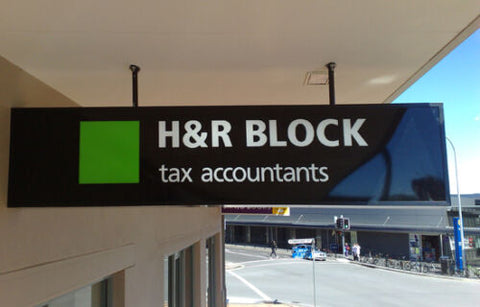 H&R BLOCK
tax accountants